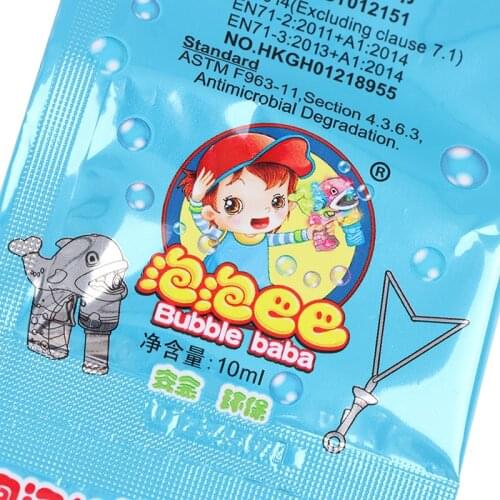 T012151
14(Excluding clause 7.1)
EN71-2:2011+A1:2014
EN71-3:2013+A1:2014
NO.HKGH01218955
Standard
ASTM F963-11,Section 4.3.6.3,
Antimicrobial Degradation.
®
泡泡ee
Bubble baba
净含量:10ml
安全 环保